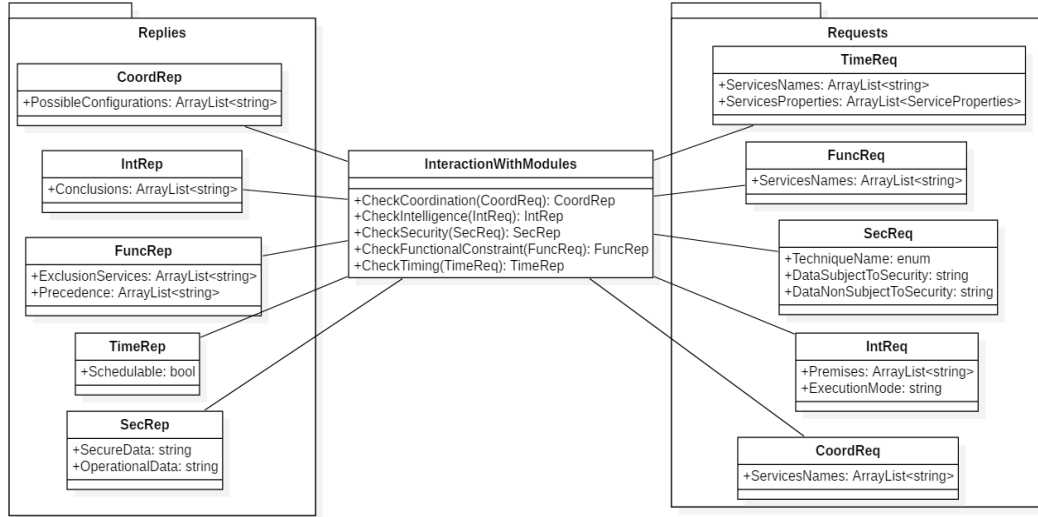 Replies
CoordRep
+PossibleConfigurations: ArrayList<string>
IntRep
+Conclusions: ArrayList<string>
FuncRep
+ExclusionServices: ArrayList<string>
+Precedence: ArrayList<string>
TimeRep
+Schedulable: bool
SecRep
+SecureData: string
+OperationalData: string
InteractionWithModules
+CheckCoordination(CoordReq): CoordRep
+CheckIntelligence(IntReq): IntRep
+CheckSecurity(SecReq): SecRep
+CheckFunctionalConstraint(FuncReq): FuncRep
+CheckTiming(TimeReq): TimeRep
Requests
TimeReq
+ServicesNames: ArrayList<string>
+ServicesProperties: ArrayList<ServiceProperties>
FuncReq
+ServicesNames: ArrayList<string>
SecReq
+TechniqueName: enum
+DataSubjectToSecurity: string
+DataNonSubjectToSecurity: string
IntReq
+Premises: ArrayList<string>
+ExecutionMode: string
CoordReq
+ServicesNames: ArrayList<string>